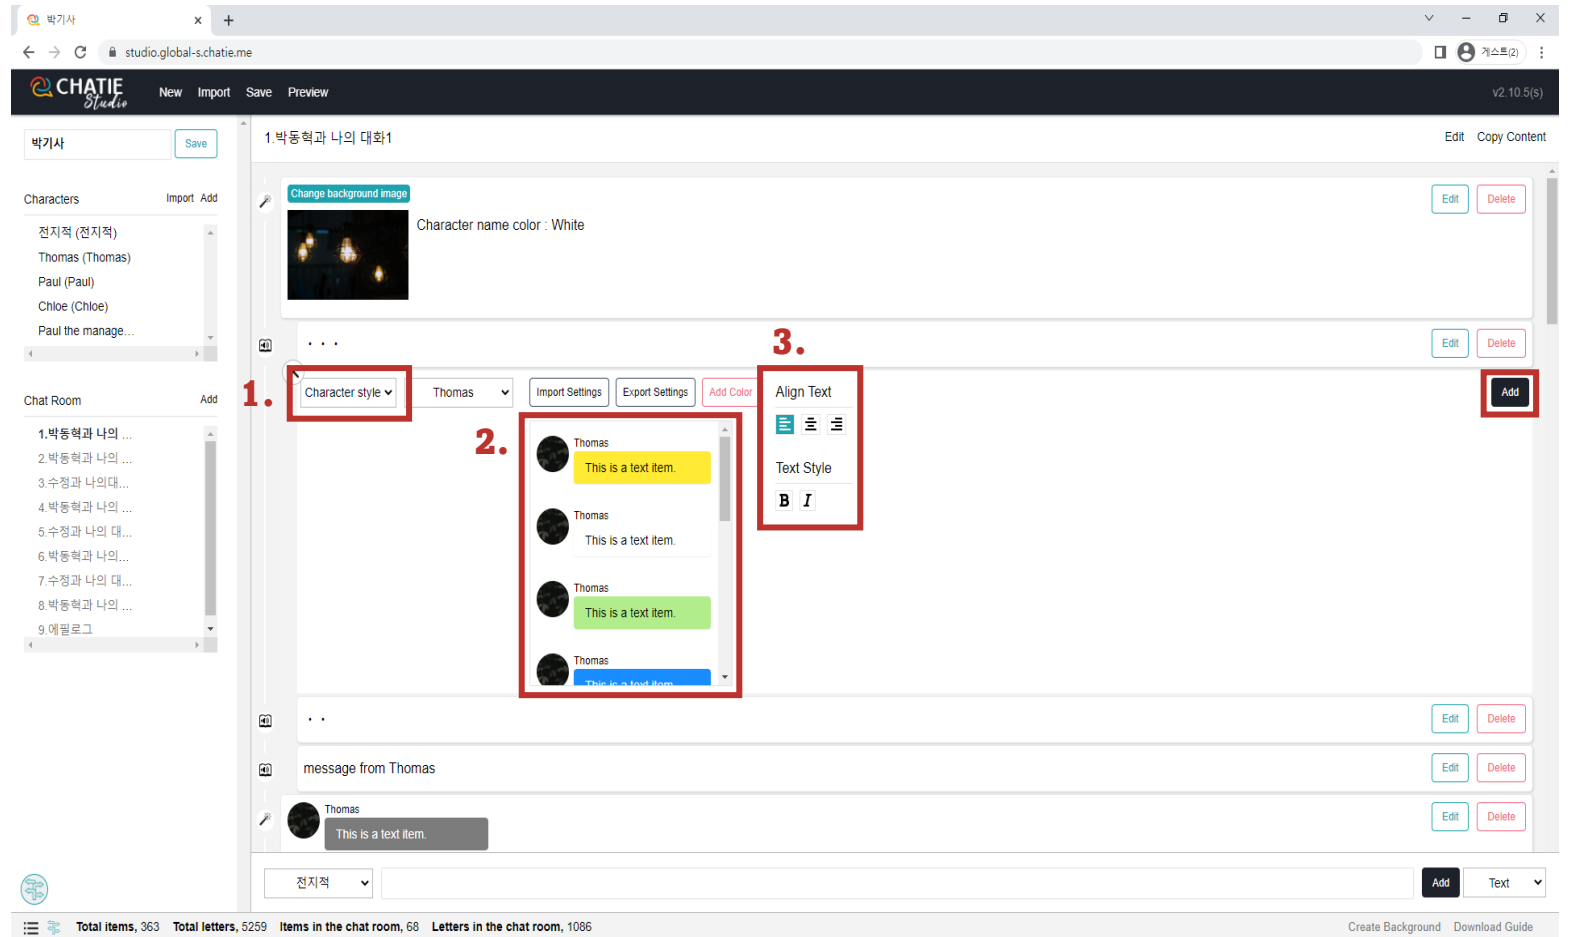 박기사
studio.global-s.chatie.me
게스트(2)
CHATIE
Studio
New Import Save Preview
v2.10.5(s)
박기사
Save
1.박동혁과 나의 대화1
Edit Copy Content
Characters
Import Add
전지적 (전지적)
Thomas (Thomas)
Paul (Paul)
Chloe (Chloe)
Paul the manage...
Chat Room
Add
1.박동혁과 나의 ...
2.박동혁과 나의 ...
3.수정과 나의대...
4.박동혁과 나의 ...
5.수정과 나의 대...
6.박동혁과 나의...
7.수정과 나의 대...
8.박동혁과 나의 ...
9.에필로그
Change background image
Character name color : White
Edit Delete
. . .
Edit Delete
1.
Character style
Thomas
Import Settings
Export Settings
Add Color
2.
Thomas
This is a text item.
Thomas
This is a text item.
Thomas
This is a text item.
Thomas
This is a text item.
3.
Align Text
Text Style
B I
Add
. .
Edit Delete
message from Thomas
Edit Delete
Thomas
This is a text item.
Edit Delete
전지적
Add
Text
Total items, 363 Total letters, 5259 Items in the chat room, 68 Letters in the chat room, 1086
Create Background Download Guide